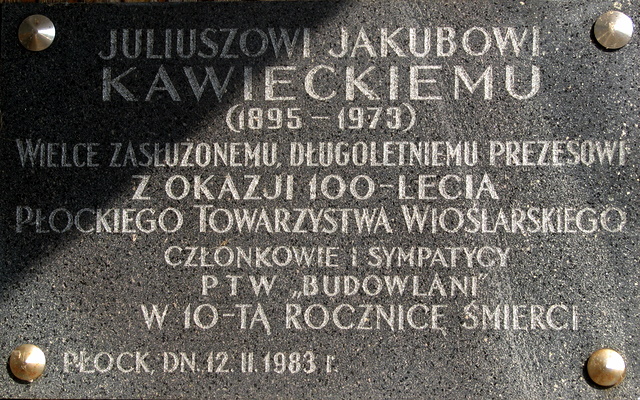 JULIUSZOWI JAKUBOWI
KAWIECKIEMU
(1895 – 1973)
WIELCE ZASŁUŻONEMU, DŁUGOLETNIEMU PREZESOWI
Z OKAZJI 100-LECIA
PŁOCKIEGO TOWARZYSTWA WIOŚLARSKIEGO
CZŁONKOWIE I SYMPATYCY
PTW „BUDOWLANI”
W 10-TĄ ROCZNICĘ ŚMIERCI
PŁOCK, DN. 12. II. 1983 r.